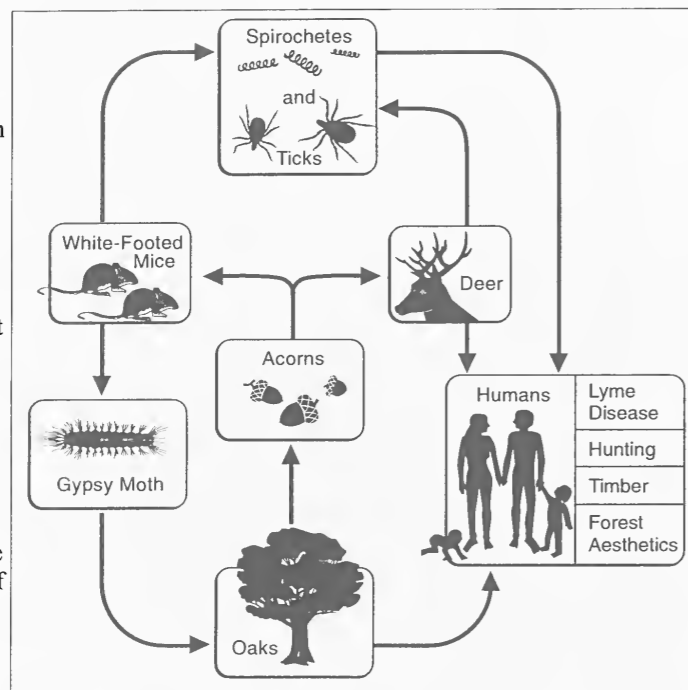 Spirochetes
and
Ticks
White-Footed
Mice
Deer
Acorns
Gypsy Moth
Humans
Lyme
Disease
Hunting
Timber
Forest
Aesthetics
Oaks